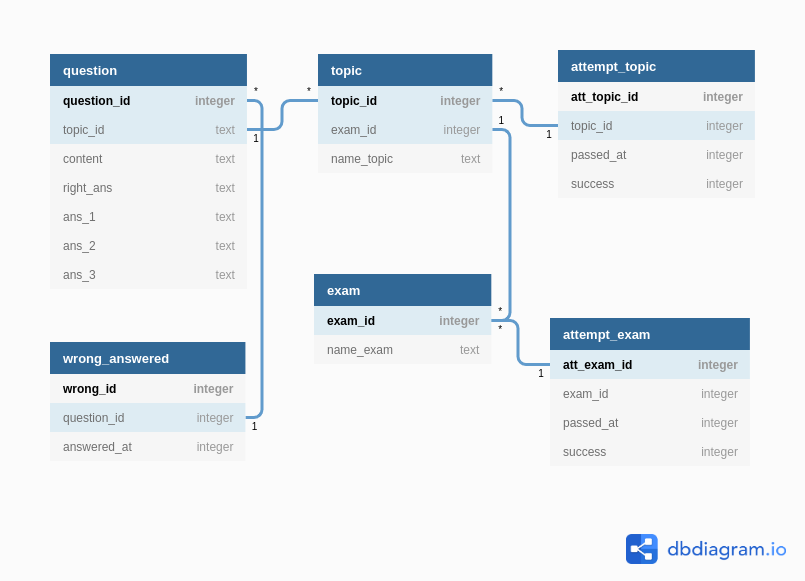 question
question_id integer
topic_id text
content text
right_ans text
ans_1 text
ans_2 text
ans_3 text
* 
1
*
topic
topic_id integer
exam_id integer
name_topic text
*
1
1
attempt_topic
att_topic_id integer
topic_id integer
passed_at integer
success integer
exam
exam_id integer
name_exam text
*
*
1
wrong_answered
wrong_id integer
question_id integer
answered_at integer
1
attempt_exam
att_exam_id integer
exam_id integer
passed_at integer
success integer
dbdiagram.io